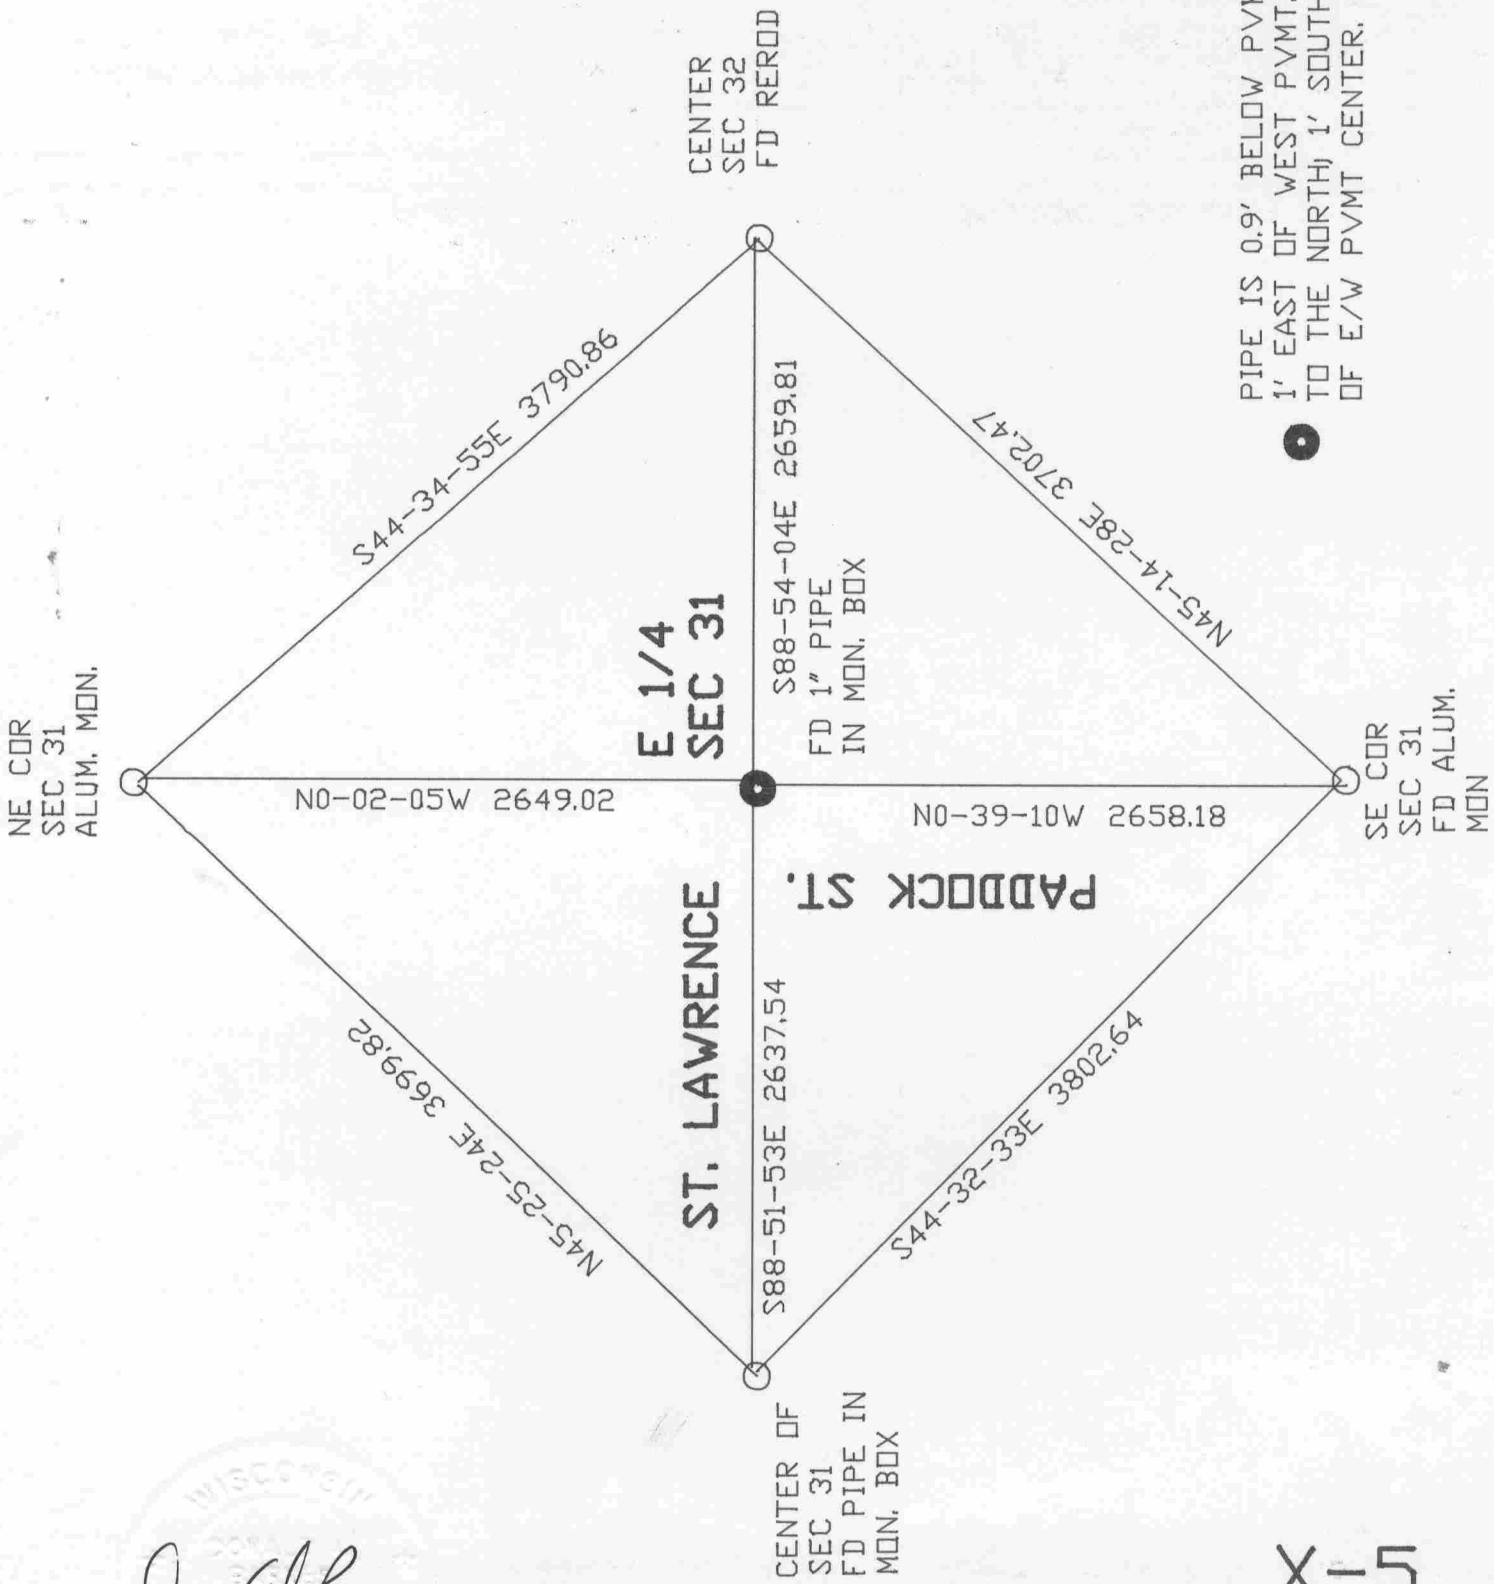 NE COR
SEC 31
ALUM. MON.
S44-34-55E 3790.86
CENTER
SEC 32
FD REROD
N45-25-24E 3699.82
N0-02-05W 2649.02
E 1/4
SEC 31
S88-54-04E 2659.81
FD 1" PIPE
IN MON. BOX
ST. LAWRENCE
S88-51-53E 2637.54
PADDOCK ST.
N0-39-10W 2658.18
N45-14-28E 3702.47
S44-32-33E 3802.64
CENTER OF
SEC 31
FD PIPE IN
MON. BOX
SE COR
SEC 31
FD ALUM.
MON
PIPE IS 0.9' BELOW
1' EAST OF WEST PVMT.
TO THE NORTH; 1' SOUTH
OF E/W PVMT CENTER.
WISCONSIN
X-5